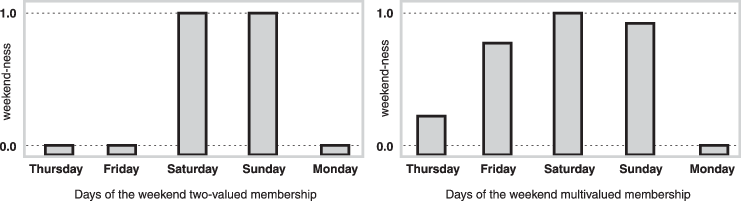 1.0
weekend-ness
0.0
Thursday Friday Saturday Sunday Monday
Days of the weekend two-valued membership
1.0
weekend-ness
0.0
Thursday Friday Saturday Sunday Monday
Days of the weekend multivalued membership